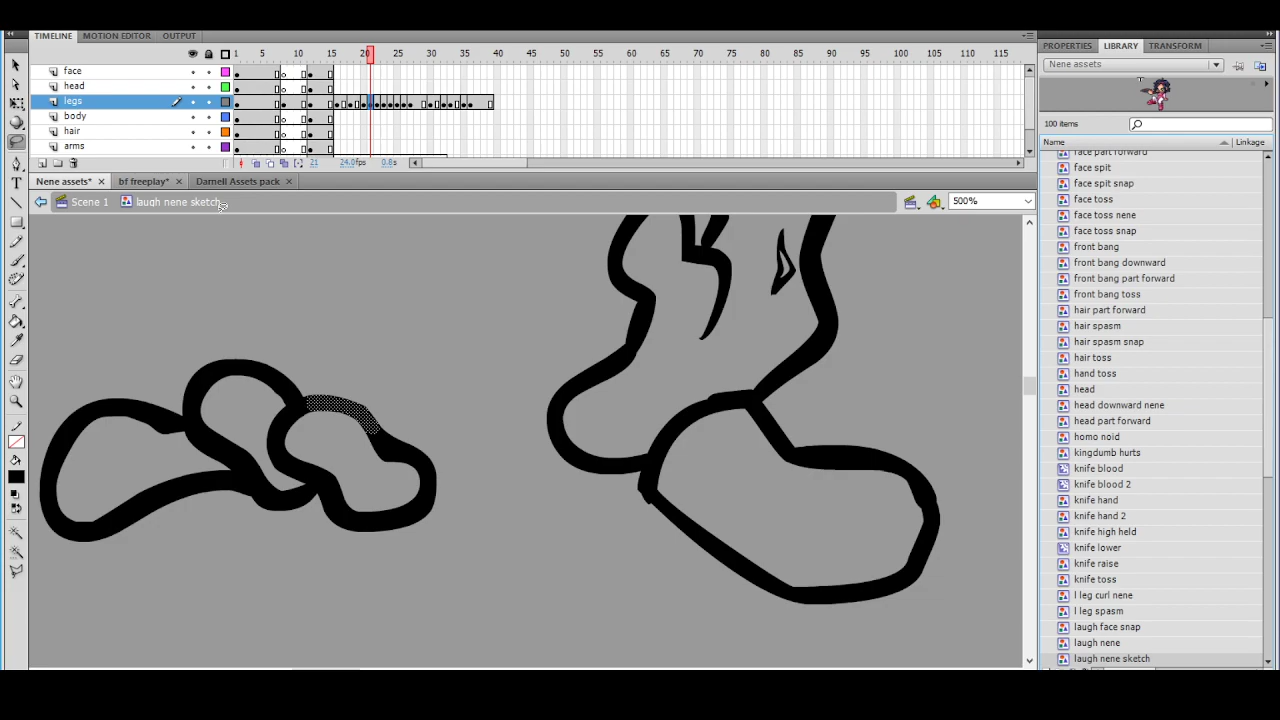 TIMELINE MOTION EDITOR OUTPUT
PROPERTIES LIBRARY TRANSFORM
1 5 10 15 20 25 30 35 40 45 50 55 60 65 70 75 80 85 90 95 100 105 110 115
Nene assets
face
head
legs
body
hair
arms
100 items
Name Linkage
21 24.0fps 0.8s
Nene assets* bf freeplay* Darnell Assets pack
Scene 1 laugh nene sketch 500%
face part forward
face spit
face spit snap
face toss
face toss nene
face toss snap
front bang
front bang downward
front bang part forward
front bang toss
hair part forward
hair spasm
hair spasm snap
hair toss
hand toss
head
head downward nene
head part forward
homo noid
kingdumb hurts
knife blood
knife blood 2
knife hand
knife hand 2
knife high held
knife lower
knife raise
knife toss
l leg curl nene
l leg spasm
laugh face snap
laugh nene
laugh nene sketch